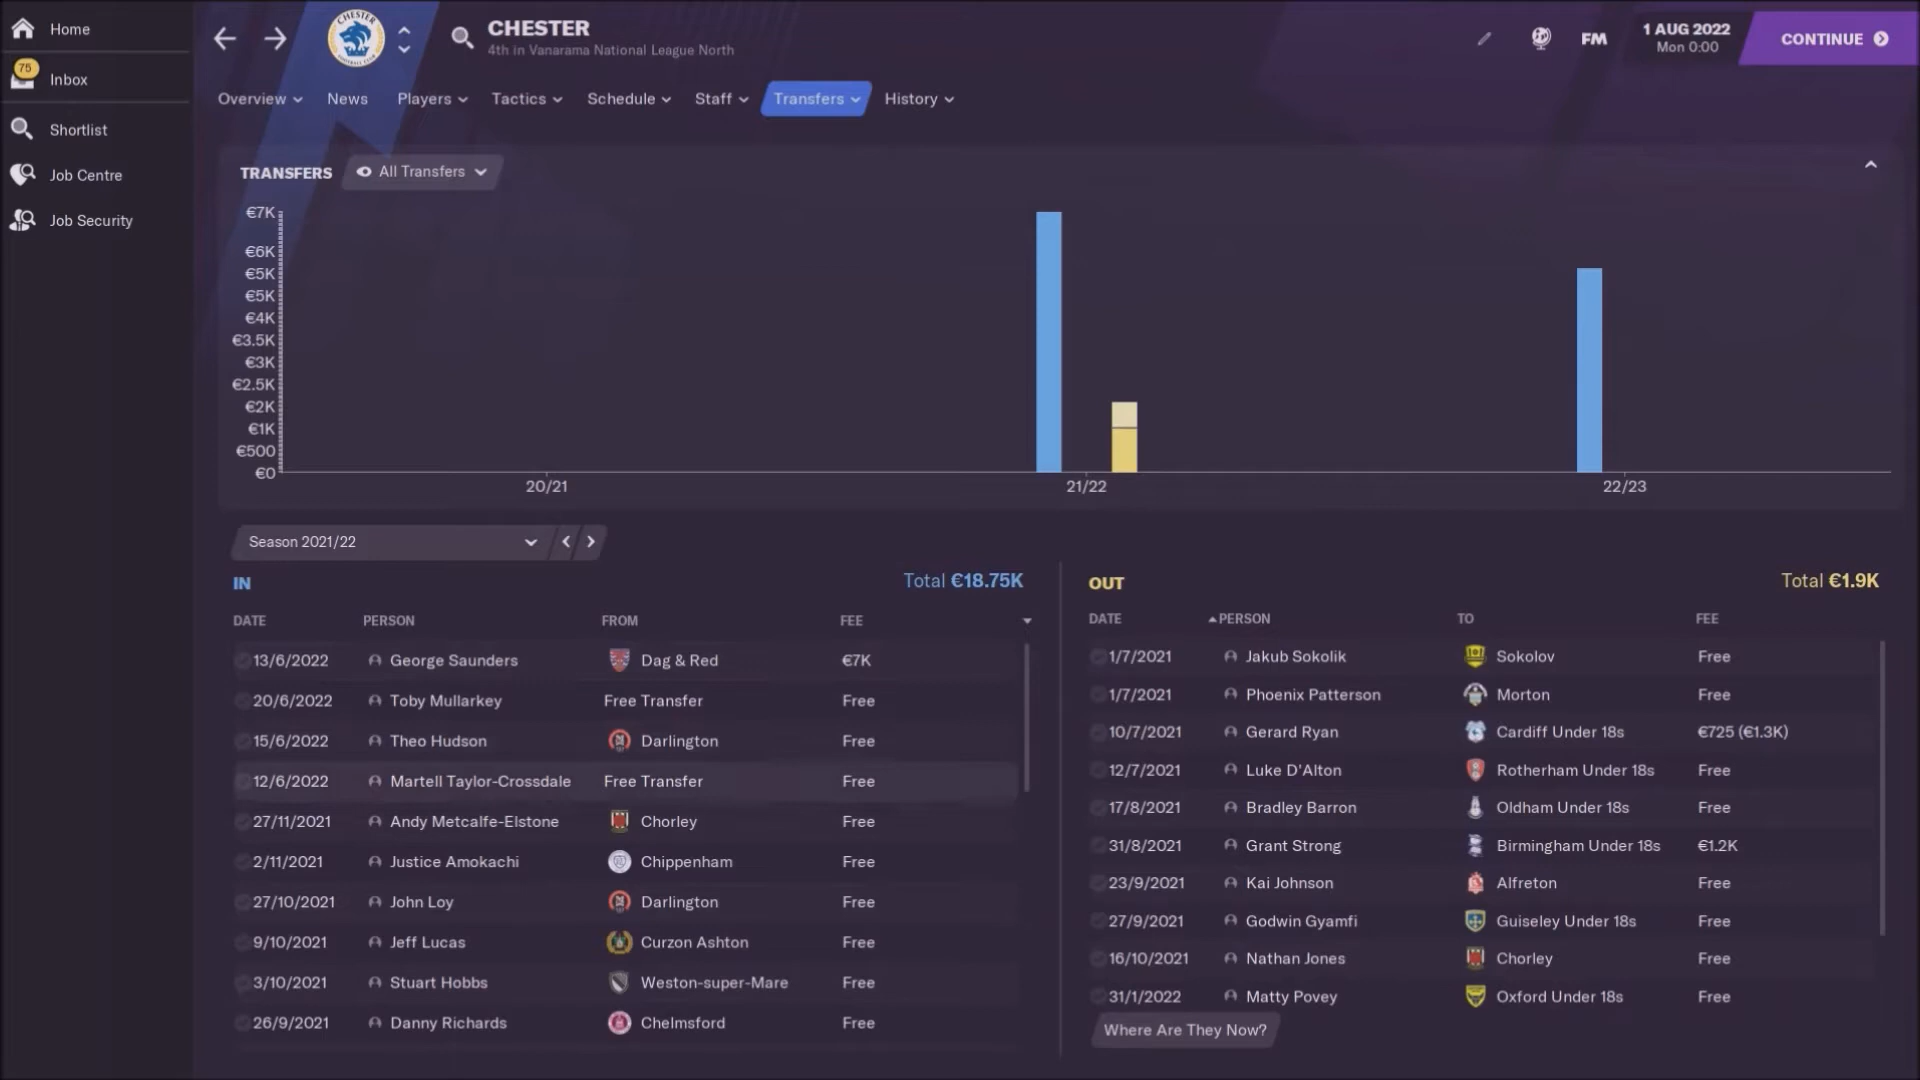 Home
75
Inbox
Shortlist
Job Centre
Job Security
CHESTER
FOOTBALL CLUB
CHESTER
4th in Vanarama National League North
FM
1 AUG 2022
Mon 0:00
CONTINUE
Overview
News
Players
Tactics
Schedule
Staff
Transfers
History
TRANSFERS
All Transfers
€7K
€6K
€5K
€5K
€4K
€3.5K
€3K
€2.5K
€2K
€1K
€500
€0
20/21
21/22
22/23
Season 2021/22
IN
Total €18.75K
DATE PERSON FROM FEE
13/6/2022 George Saunders Dag & Red €7K
20/6/2022 Toby Mullarkey Free Transfer Free
15/6/2022 Theo Hudson Darlington Free
12/6/2022 Martell Taylor-Crossdale Free Transfer Free
27/11/2021 Andy Metcalfe-Elstone Chorley Free
2/11/2021 Justice Amokachi Chippenham Free
27/10/2021 John Loy Darlington Free
9/10/2021 Jeff Lucas Curzon Ashton Free
3/10/2021 Stuart Hobbs Weston-super-Mare Free
26/9/2021 Danny Richards Chelmsford Free
OUT
Total €1.9K
DATE PERSON TO FEE
1/7/2021 Jakub Sokolik Sokolov Free
1/7/2021 Phoenix Patterson Morton Free
10/7/2021 Gerard Ryan Cardiff Under 18s €725 (€1.3K)
12/7/2021 Luke D'Alton Rotherham Under 18s Free
17/8/2021 Bradley Barron Oldham Under 18s Free
31/8/2021 Grant Strong Birmingham Under 18s €1.2K
23/9/2021 Kai Johnson Alfreton Free
27/9/2021 Godwin Gyamfi Guiseley Under 18s Free
16/10/2021 Nathan Jones Chorley Free
31/1/2022 Matty Povey Oxford Under 18s Free
Where Are They Now?